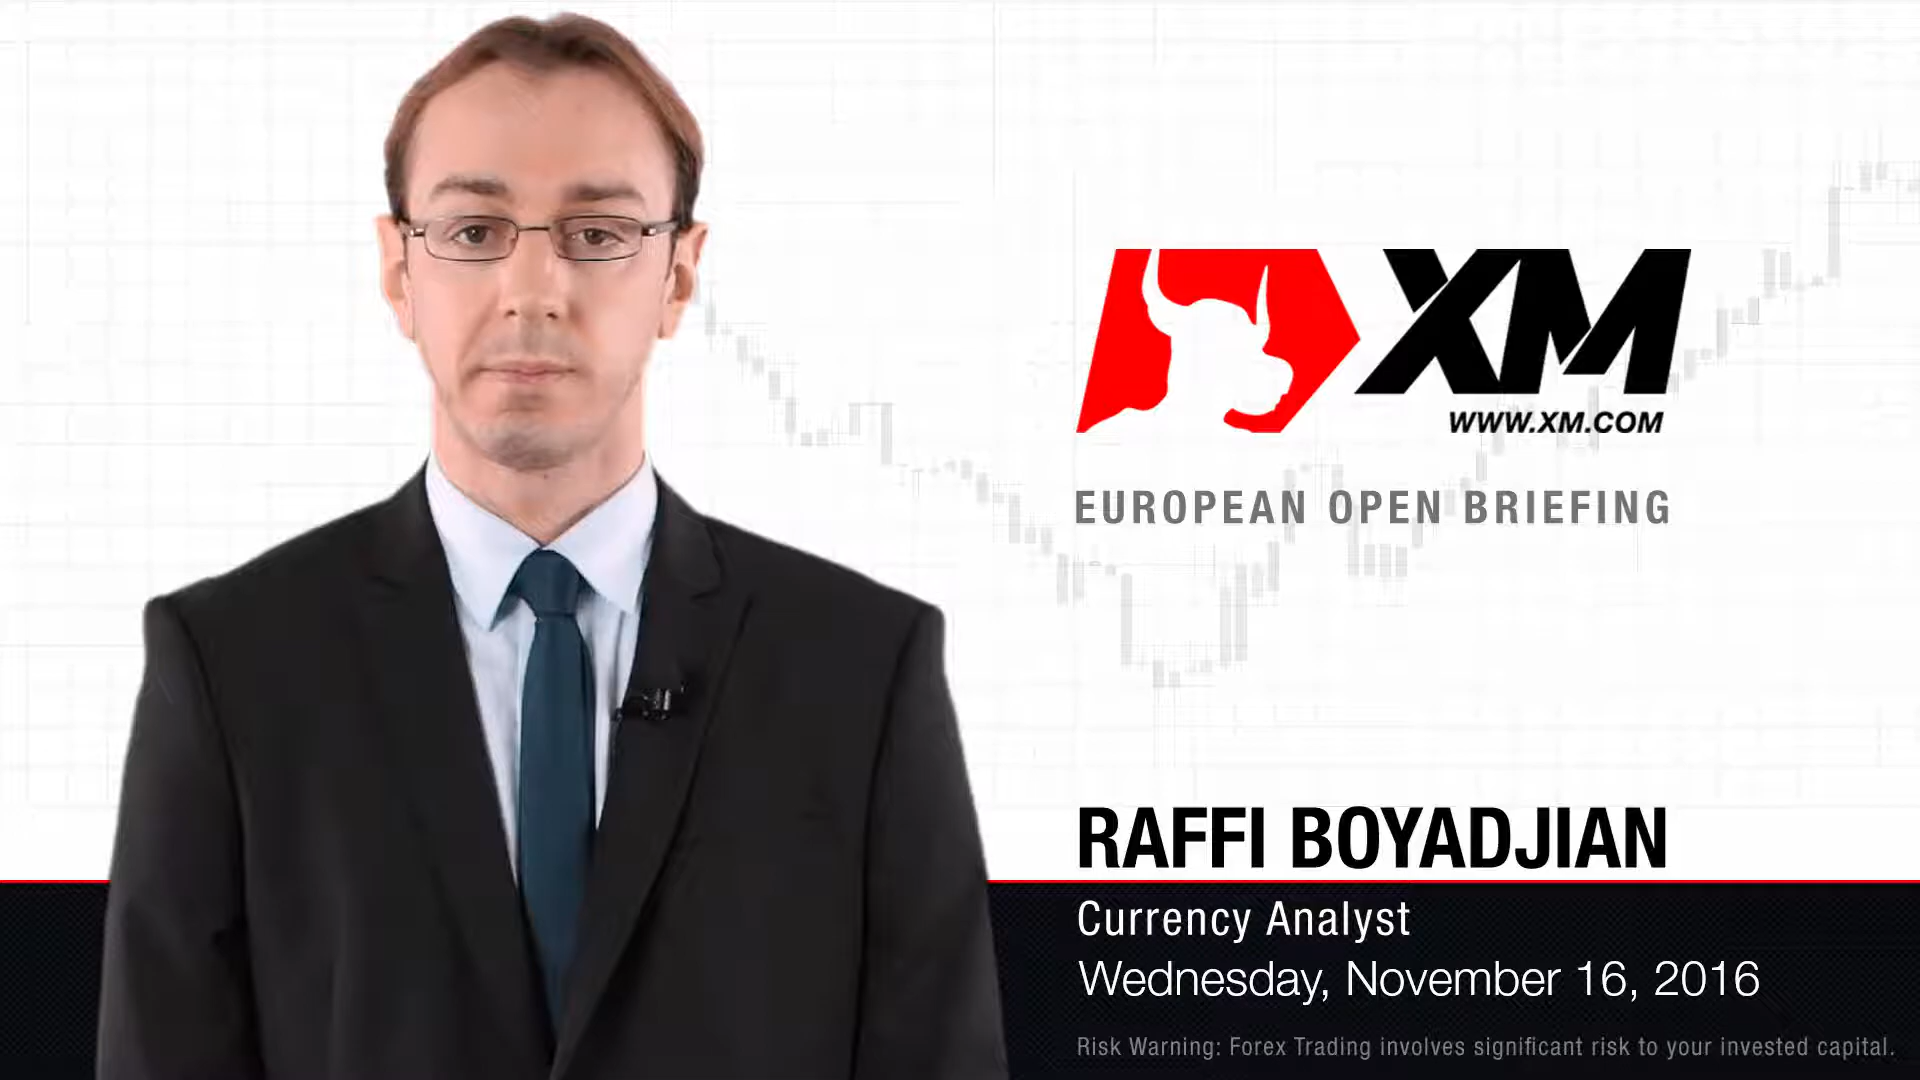 XM
WWW.XM.COM
EUROPEAN OPEN BRIEFING
RAFFI BOYADJIAN
Currency Analyst
Wednesday, November 16, 2016
Risk Warning: Forex Trading involves significant risk to your invested capital.